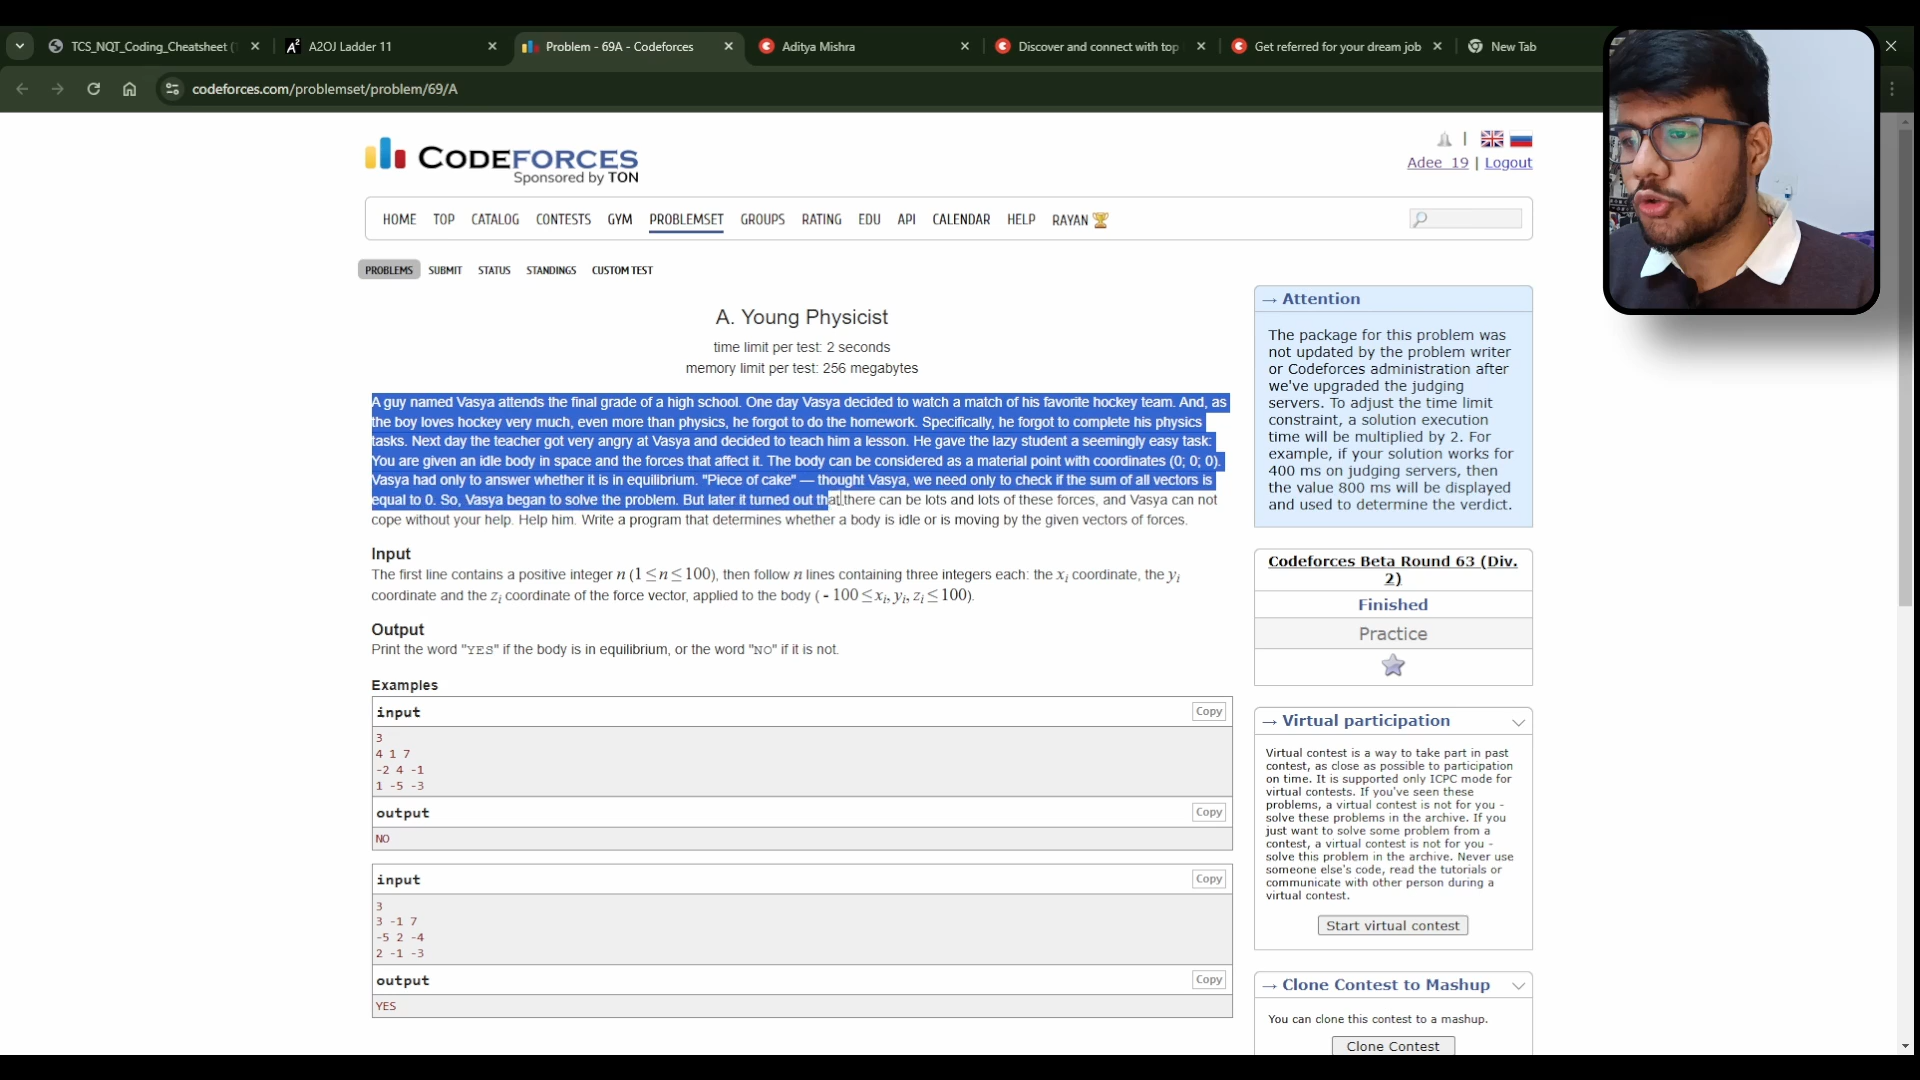 TCS_NQT_Coding_Cheatsheet (
A2OJ Ladder 11
Problem - 69A - Codeforces
Aditya Mishra
Discover and connect with top
Get referred for your dream job
New Tab
codeforces.com/problemset/problem/69/A
CODEFORCES
Sponsored by TON
Adee_19 | Logout
HOME TOP CATALOG CONTESTS GYM PROBLEMSET GROUPS RATING EDU API CALENDAR HELP RAYAN
PROBLEMS SUBMIT STATUS STANDINGS CUSTOM TEST
A. Young Physicist
time limit per test: 2 seconds
memory limit per test: 256 megabytes
A guy named Vasya attends the final grade of a high school. One day Vasya decided to watch a match of his favorite hockey team. And, as
the boy loves hockey very much, even more than physics, he forgot to do the homework. Specifically, he forgot to complete his physics
tasks. Next day the teacher got very angry at Vasya and decided to teach him a lesson. He gave the lazy student a seemingly easy task:
You are given an idle body in space and the forces that affect it. The body can be considered as a material point with coordinates (0; 0; 0).
Vasya had only to answer whether it is in equilibrium. "Piece of cake" — thought Vasya, we need only to check if the sum of all vectors is
equal to 0. So, Vasya began to solve the problem. But later it turned out that there can be lots and lots of these forces, and Vasya can not
cope without your help. Help him. Write a program that determines whether a body is idle or is moving by the given vectors of forces.
Input
The first line contains a positive integer n (1 ≤ n ≤ 100), then follow n lines containing three integers each: the xi coordinate, the yi
coordinate and the zi coordinate of the force vector, applied to the body ( - 100 ≤ xi, yi, zi ≤ 100).
Output
Print the word "YES" if the body is in equilibrium, or the word "NO" if it is not.
Examples
input
Copy
3
4 1 7
-2 4 -1
1 -5 -3
output
Copy
NO
input
Copy
3
3 -1 7
-5 2 -4
2 -1 -3
output
Copy
YES
→ Attention
The package for this problem was
not updated by the problem writer
or Codeforces administration after
we've upgraded the judging
servers. To adjust the time limit
constraint, a solution execution
time will be multiplied by 2. For
example, if your solution works for
400 ms on judging servers, then
the value 800 ms will be displayed
and used to determine the verdict.
Codeforces Beta Round 63 (Div.
2)
Finished
Practice
→ Virtual participation
Virtual contest is a way to take part in past
contest, as close as possible to participation
on time. It is supported only ICPC mode for
virtual contests. If you've seen these
problems, a virtual contest is not for you -
solve these problems in the archive. If you
just want to solve some problem from a
contest, a virtual contest is not for you -
solve this problem in the archive. Never use
someone else's code, read the tutorials or
communicate with other person during a
virtual contest.
Start virtual contest
→ Clone Contest to Mashup
You can clone this contest to a mashup.
Clone Contest